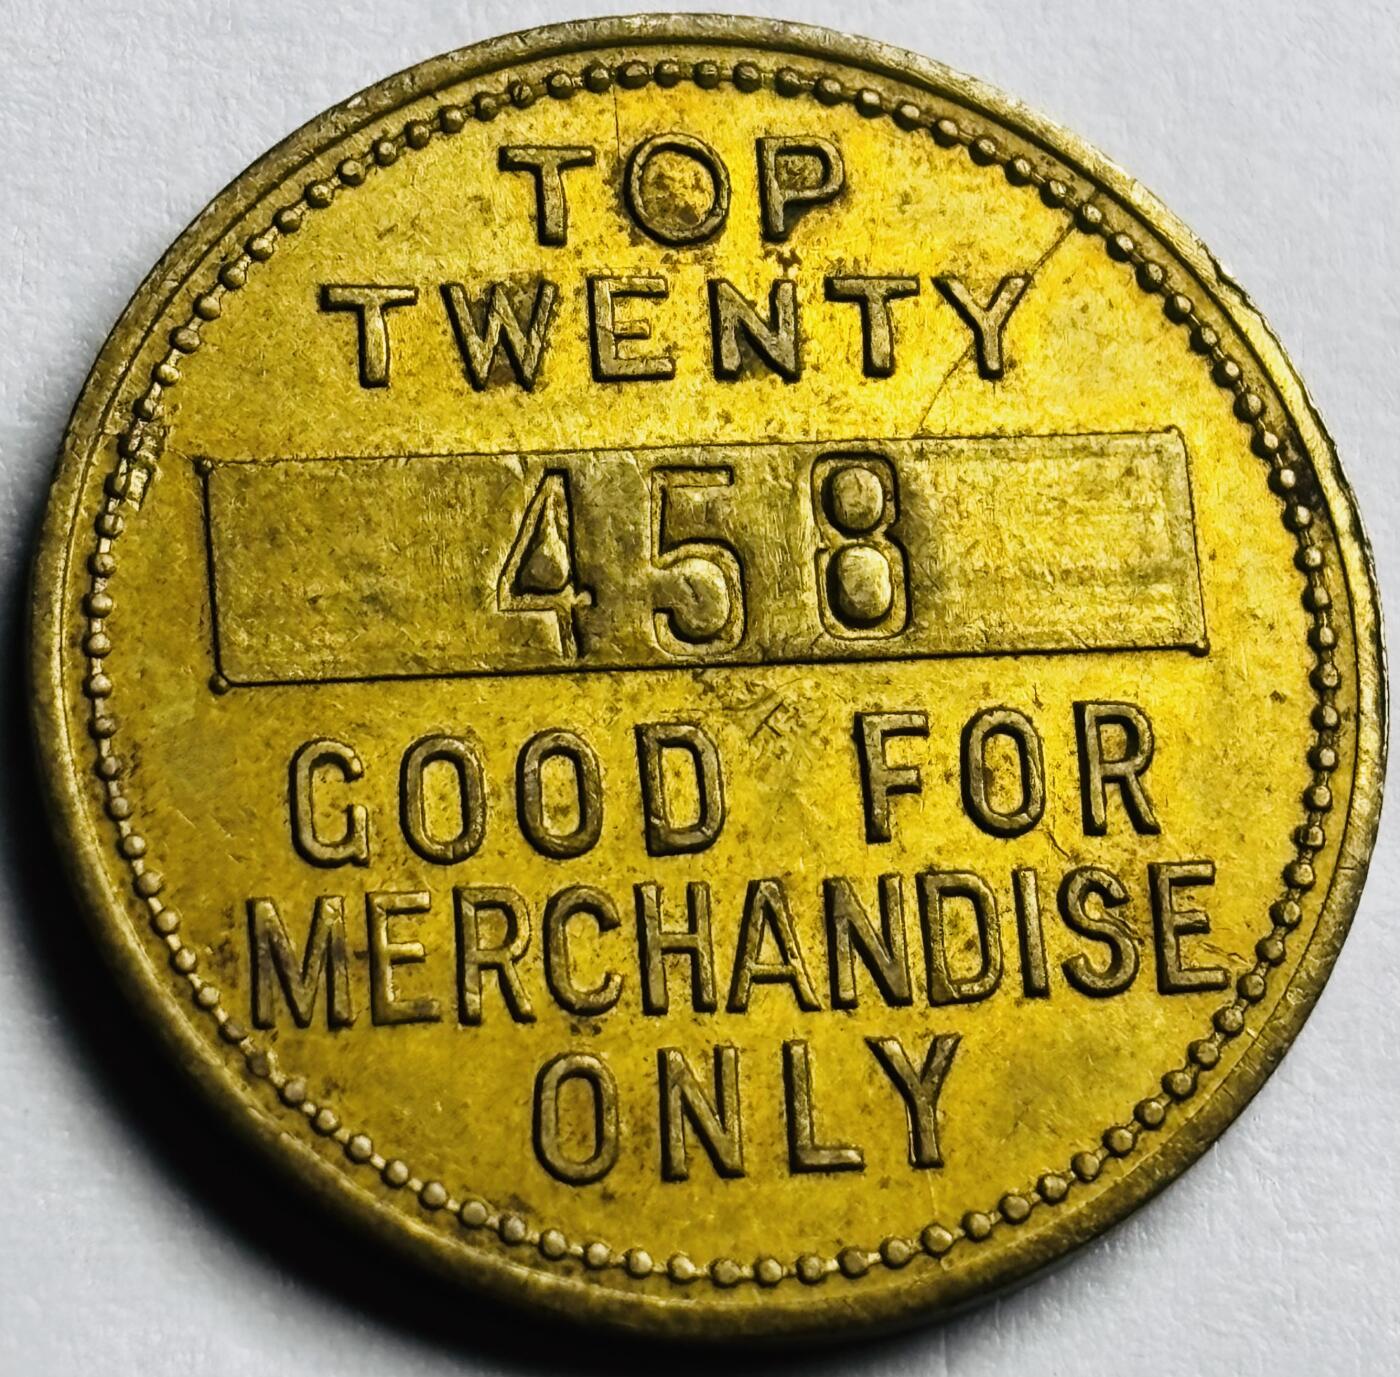 TOP
TWENTY
458
GOOD FOR
MERCHANDISE
ONLY